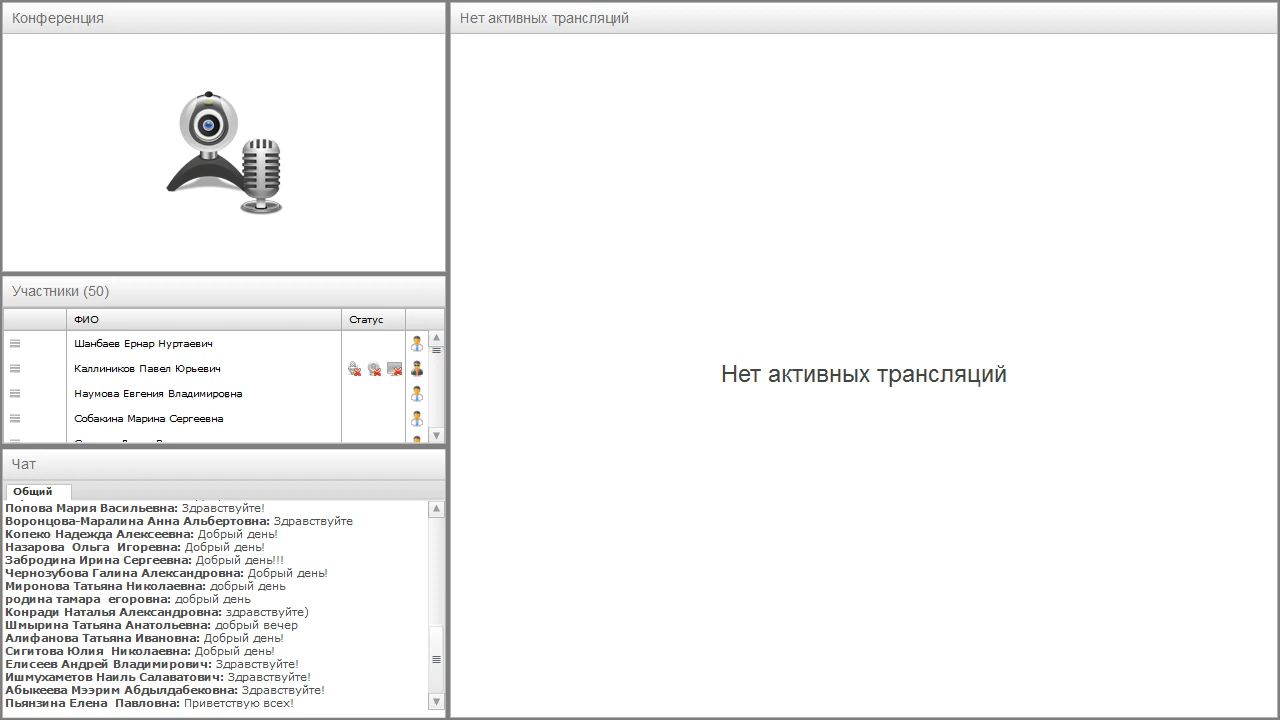 Конференция
Нет активных трансляций
Участники (50)
ФИО
Статус
Шанбаев Ернар Нуртаевич
Каллиников Павел Юрьевич
Наумова Евгения Владимировна
Собакина Марина Сергеевна
Нет активных трансляций
Чат
Общий
Попова Мария Васильевна: Здравствуйте!
Воронцова-Маралина Анна Альбертовна: Здравствуйте
Копеко Надежда Алексеевна: Добрый день!
Назарова  Ольга  Игоревна: Добрый день!
Забродина Ирина Сергеевна: Добрый день!!!
Чернозубова Галина Александровна: Добрый день!
Миронова Татьяна Николаевна: добрый день
родина тамара  егоровна: добрый день
Конради Наталья Александровна: здравствуйте)
Шмырина Татьяна Анатольевна: добрый вечер
Алифанова Татьяна Ивановна: Добрый день!
Сигитова Юлия  Николаевна: Добрый день!
Елисеев Андрей Владимирович: Здравствуйте!
Ишмухаметов Наиль Салаватович: Здравствуйте!
Абыкеева Мээрим Абдылдабековна: Здравствуйте!
Пьянзина Елена  Павловна: Приветствую всех!